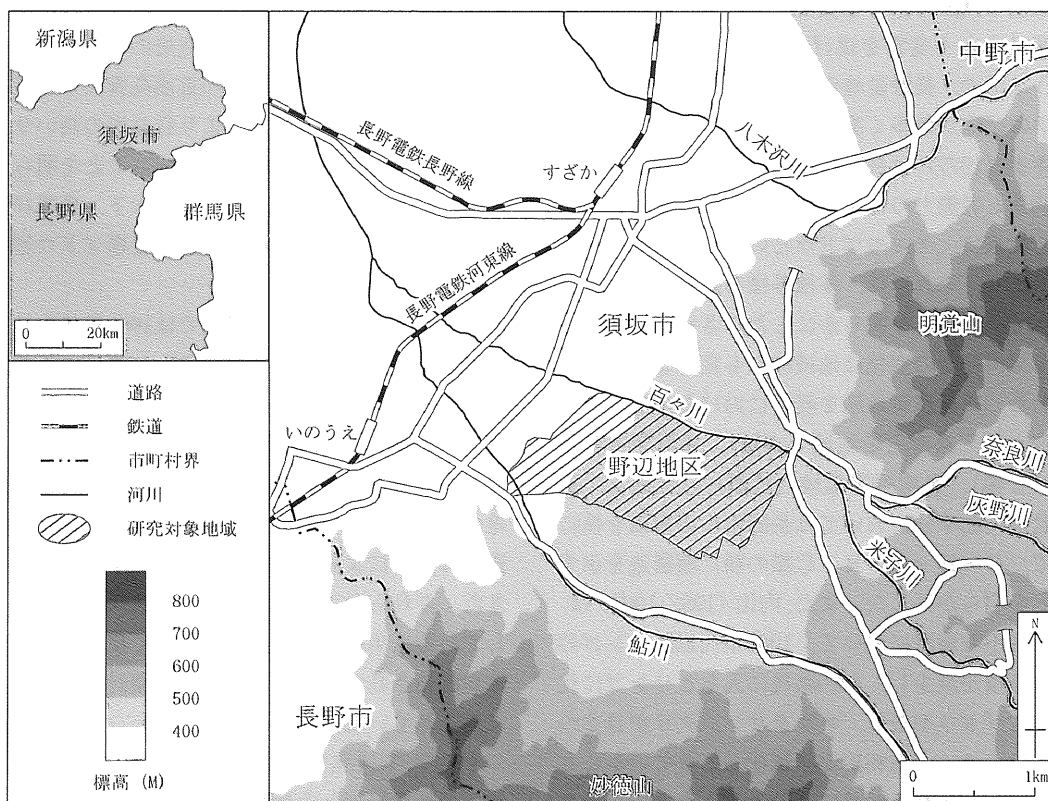 新潟県
須坂市
長野県
群馬県
0 20km
道路
鉄道
市町村界
河川
研究対象地域
800
700
600
500
400
標高 (M)
中野市
八木沢川
長野電鉄長野線
すざか
長野電鉄河東線
須坂市
明覚山
百々川
いのうえ
野辺地区
奈良川
灰野川
米子川
鮎川
長野市
妙徳山
N
0 1km